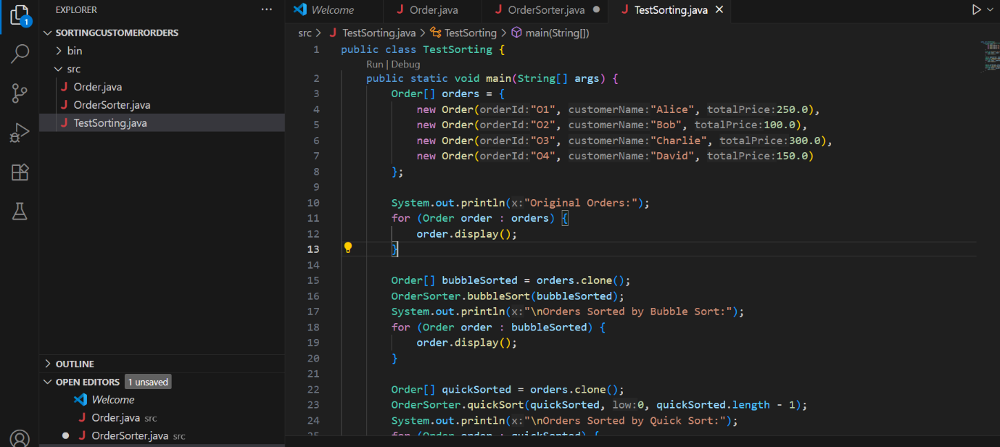 EXPLORER
Welcome
Order.java
OrderSorter.java
TestSorting.java
1
SORTINGCUSTOMERORDERS
bin
src
Order.java
OrderSorter.java
TestSorting.java
OUTLINE
OPEN EDITORS 1 unsaved
Welcome
Order.java src
OrderSorter.java src
src > TestSorting.java > TestSorting > main(String[])
1 public class TestSorting {
Run | Debug
2 public static void main(String[] args) {
3 Order[] orders = {
4 new Order(orderId:"O1", customerName:"Alice", totalPrice:250.0),
5 new Order(orderId:"O2", customerName:"Bob", totalPrice:100.0),
6 new Order(orderId:"O3", customerName:"Charlie", totalPrice:300.0),
7 new Order(orderId:"O4", customerName:"David", totalPrice:150.0)
8 };
9
10 System.out.println(x:"Original Orders:");
11 for (Order order : orders) {
12 order.display();
13 }
14
15 Order[] bubbleSorted = orders.clone();
16 OrderSorter.bubbleSort(bubbleSorted);
17 System.out.println(x:"\nOrders Sorted by Bubble Sort:");
18 for (Order order : bubbleSorted) {
19 order.display();
20 }
21
22 Order[] quickSorted = orders.clone();
23 OrderSorter.quickSort(quickSorted, low:0, quickSorted.length - 1);
24 System.out.println(x:"\nOrders Sorted by Quick Sort:");
25 for (Order order : quickSorted) {